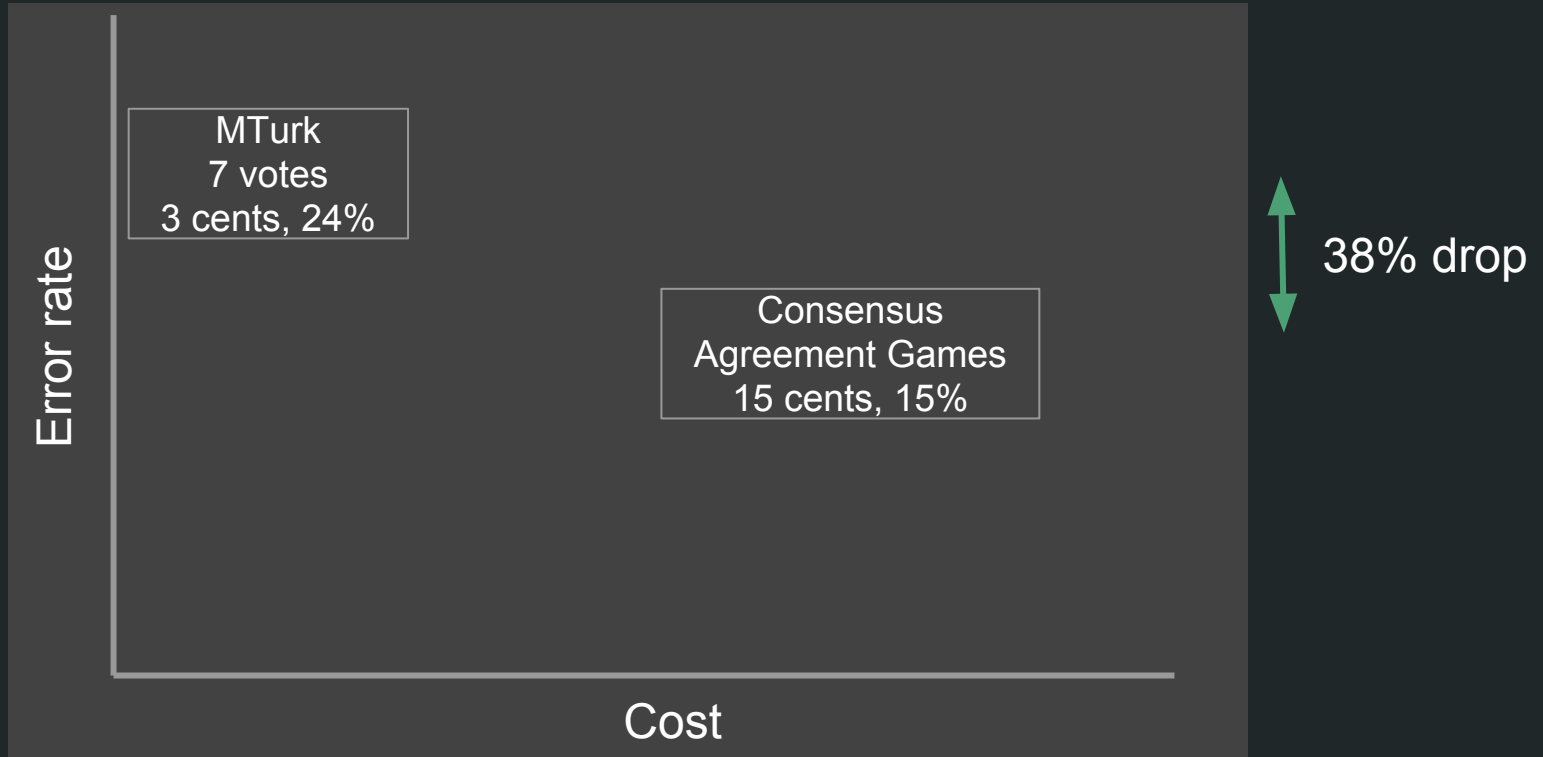 MTurk
7 votes
3 cents, 24%
Error rate
Consensus
Agreement Games
15 cents, 15%
38% drop
Cost